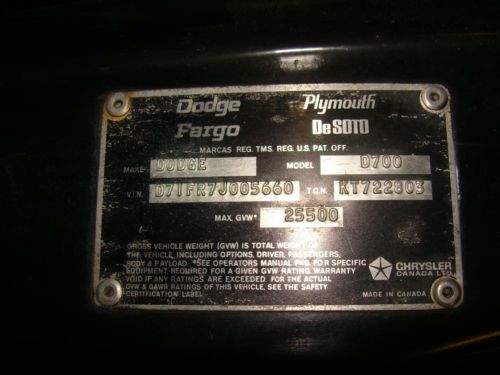 Dodge Plymouth
Fargo DeSOTO
MARCAS REG. TMS. REG. U.S. PAT. OFF.
MAKE DODGE MODEL D700
V.I.N. D71FR7J005660 T.O.N. KT722803
MAX. GVW* 25500
GROSS VEHICLE WEIGHT (GVW) IS TOTAL WEIGHT OF
THE VEHICLE, INCLUDING OPTIONS, DRIVER, PASSENGERS,
BODY & PAYLOAD. *SEE OPERATORS MANUAL FOR SPECIFIC
EQUIPMENT REQUIRED FOR A GIVEN GVW RATING. WARRANTY
VOID IF ANY RATINGS ARE EXCEEDED. FOR THE ACTUAL
GVW & GAWR RATINGS OF THIS VEHICLE, SEE THE SAFETY
CERTIFICATION LABEL.
CHRYSLER
CANADA LTD.
MADE IN CANADA